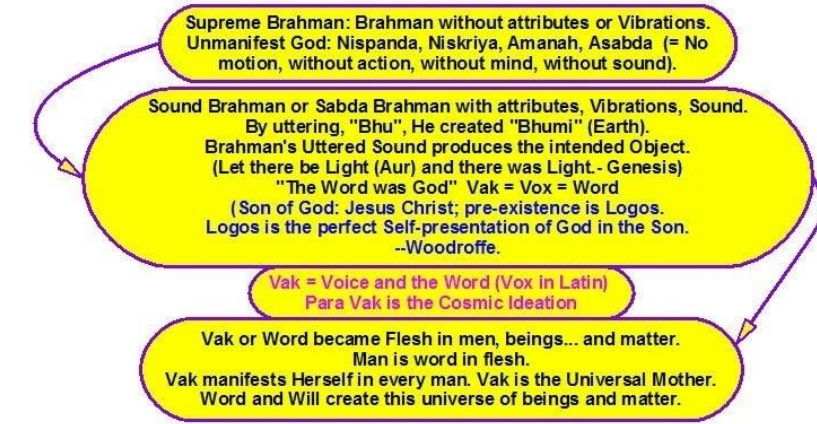 Supreme Brahman: Brahman without attributes or Vibrations.
Unmanifest God: Nispanda, Niskriya, Amanah, Asabda (= No
motion, without action, without mind, without sound).
Sound Brahman or Sabda Brahman with attributes, Vibrations, Sound.
By uttering, "Bhu", He created "Bhumi" (Earth).
Brahman's Uttered Sound produces the intended Object.
(Let there be Light (Aur) and there was Light.- Genesis)
"The Word was God" Vak = Vox = Word
(Son of God: Jesus Christ; pre-existence is Logos.
Logos is the perfect Self-presentation of God in the Son.
--Woodroffe.
Vak = Voice and the Word (Vox in Latin)
Para Vak is the Cosmic Ideation
Vak or Word became Flesh in men, beings... and matter.
Man is word in flesh.
Vak manifests Herself in every man. Vak is the Universal Mother.
Word and Will create this universe of beings and matter.